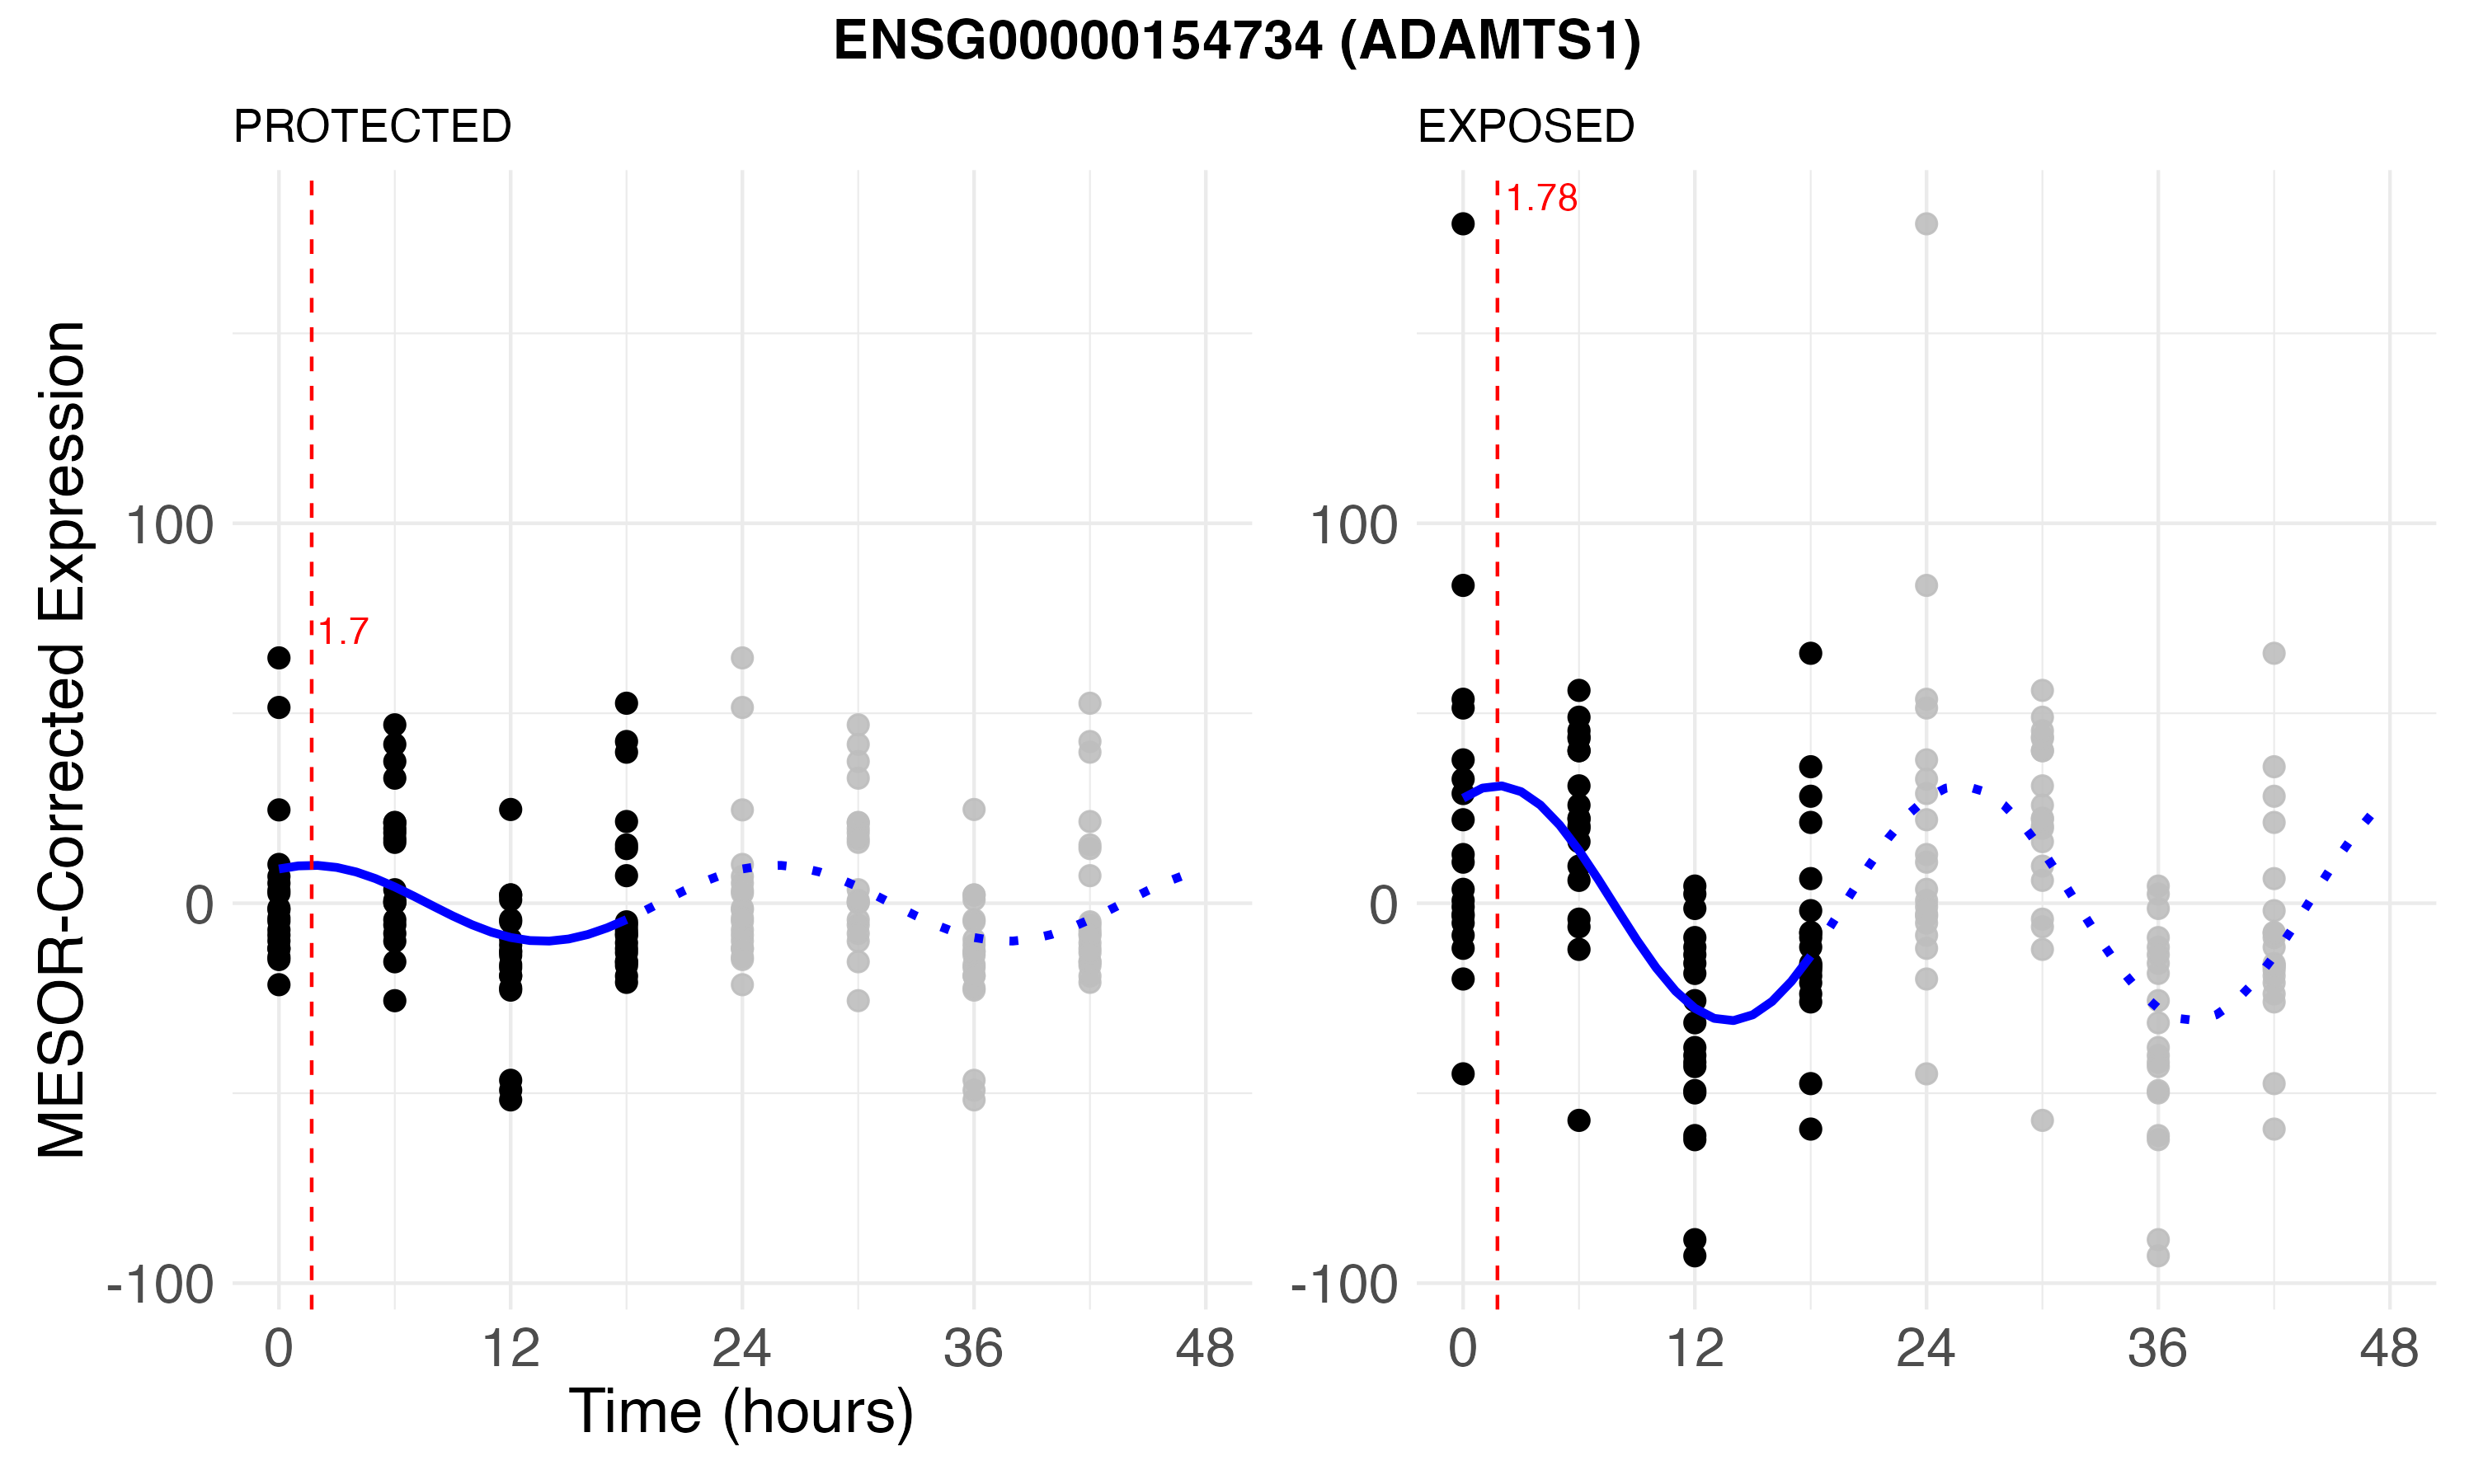 ENSG00000154734 (ADAMTS1)
PROTECTED
EXPOSED
MESOR-Corrected Expression
1.7
100
0
-100
0 12 24 36 48
1.78
100
0
-100
0 12 24 36 48
Time (hours)